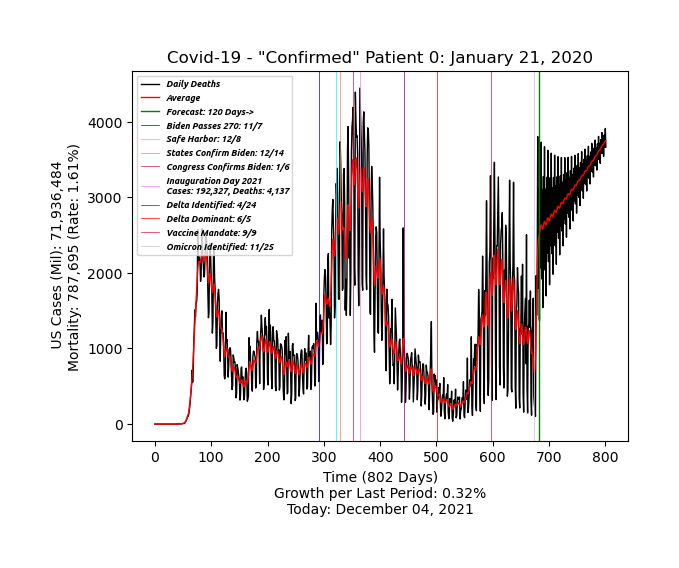 Covid-19 - "Confirmed" Patient 0: January 21, 2020
Daily Deaths
Average
Forecast: 120 Days->
Biden Passes 270: 11/7
Safe Harbor: 12/8
States Confirm Biden: 12/14
Congress Confirms Biden: 1/6
Inauguration Day 2021
Cases: 192,327, Deaths: 4,137
Delta Identified: 4/24
Delta Dominant: 6/5
Vaccine Mandate: 9/9
Omicron Identified: 11/25
US Cases (Mil): 71,936,484
Mortality: 787,695 (Rate: 1.61%)
4000
3000
2000
1000
0
0 100 200 300 400 500 600 700 800
Time (802 Days)
Growth per Last Period: 0.32%
Today: December 04, 2021